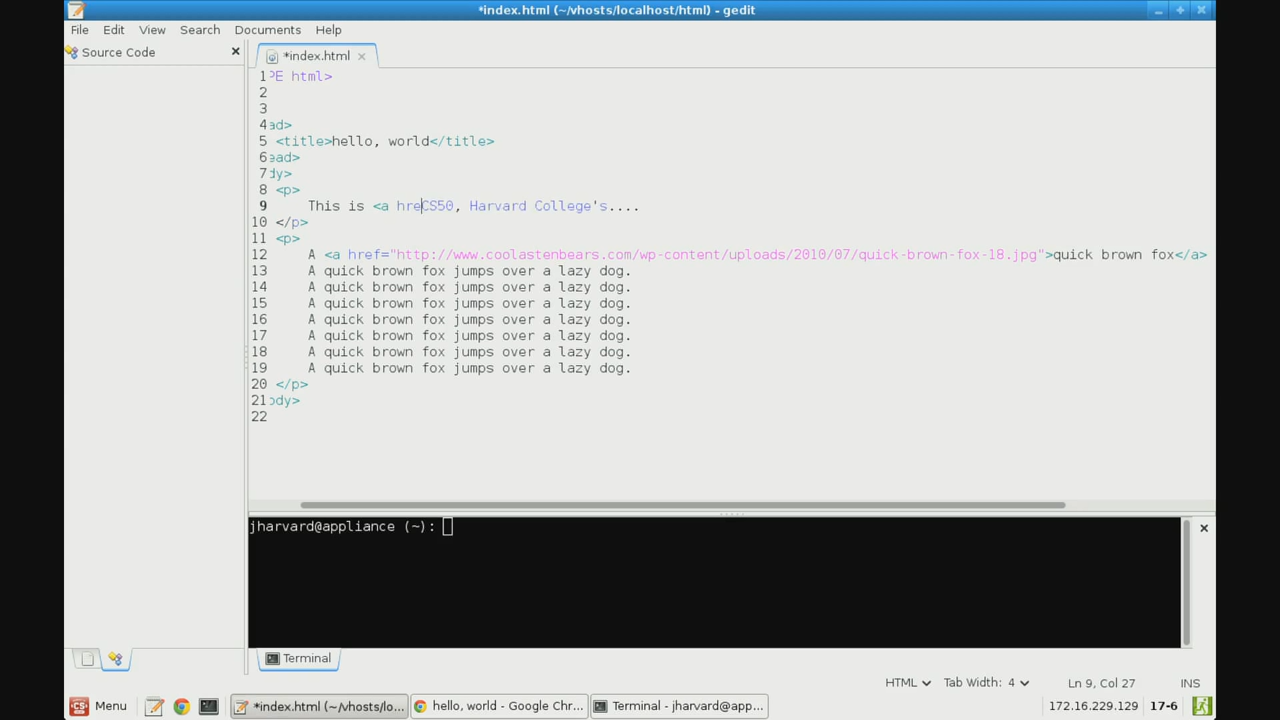 *index.html (~/vhosts/localhost/html) - gedit
File Edit View Search Documents Help
Source Code
*index.html
1 PE html>
2
3
4 ad>
5 <title>hello, world</title>
6 ead>
7 dy>
8 <p>
9 This is <a hreCS50, Harvard College's....
10 </p>
11 <p>
12 A <a href="http://www.coolastenbears.com/wp-content/uploads/2010/07/quick-brown-fox-18.jpg">quick brown fox</a>
13 A quick brown fox jumps over a lazy dog.
14 A quick brown fox jumps over a lazy dog.
15 A quick brown fox jumps over a lazy dog.
16 A quick brown fox jumps over a lazy dog.
17 A quick brown fox jumps over a lazy dog.
18 A quick brown fox jumps over a lazy dog.
19 A quick brown fox jumps over a lazy dog.
20 </p>
21 ody>
22
jharvard@appliance (~):
Terminal
HTML Tab Width: 4 Ln 9, Col 27 INS
CS50 Menu *index.html (~/vhosts/lo... hello, world - Google Chr... Terminal - jharvard@app... 172.16.229.129 17-6